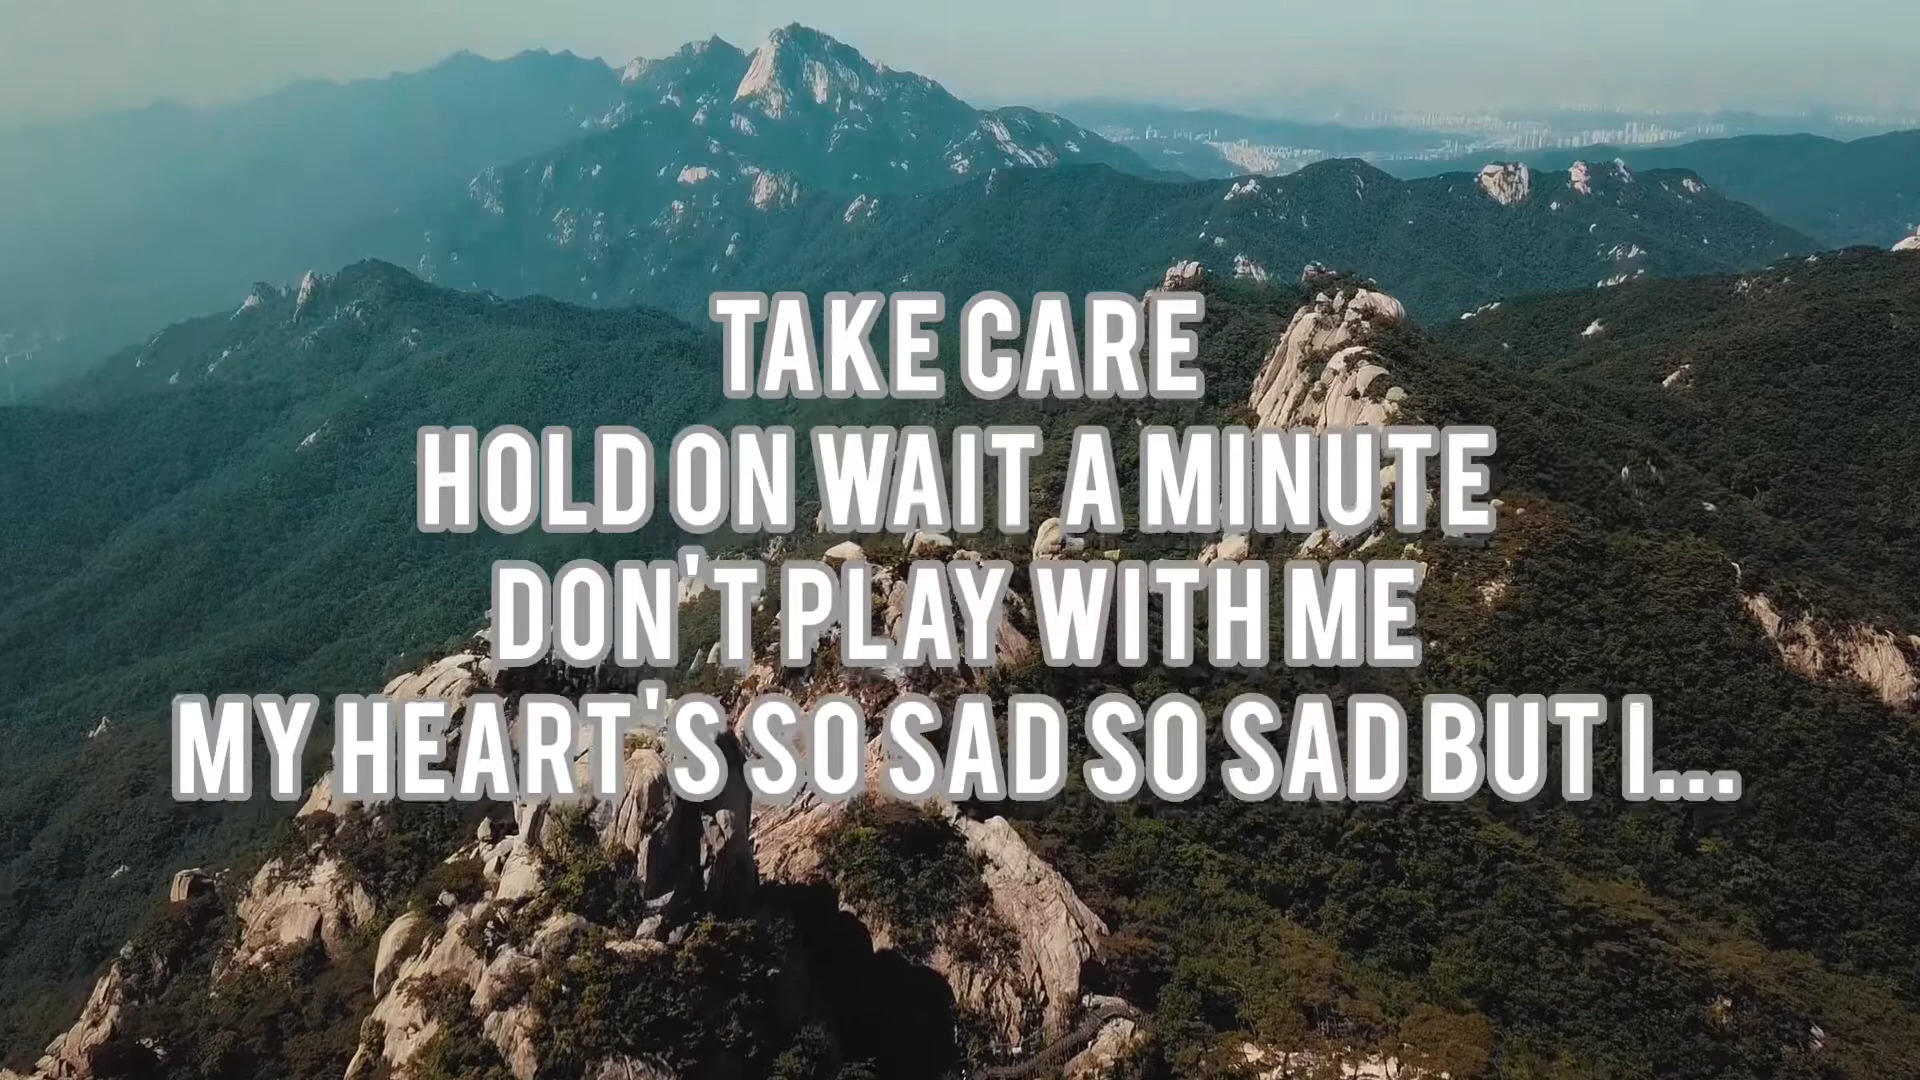 TAKE CARE
HOLD ON WAIT A MINUTE
DON'T PLAY WITH ME
MY HEART'S SO SAD SO SAD BUT I...